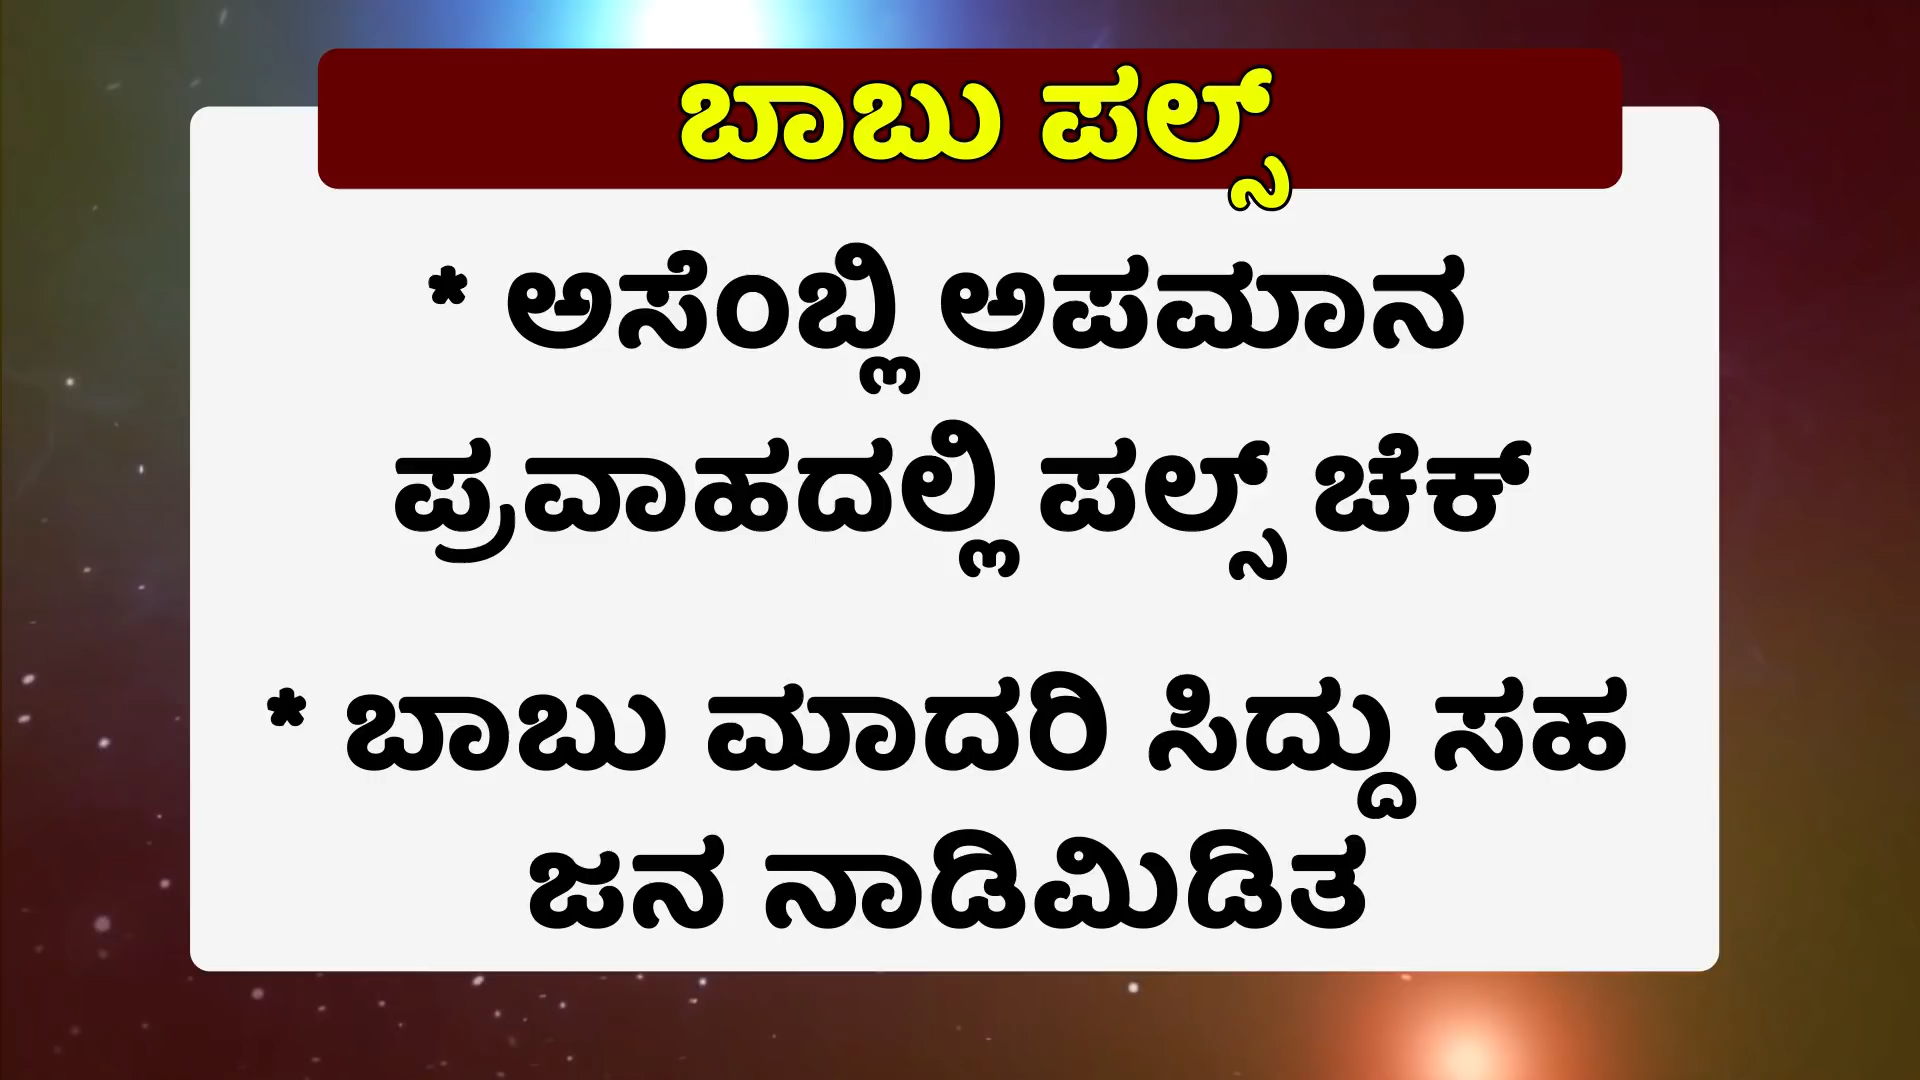 ಬಾಬು ಪಲ್ಸ್
* ಅಸೆಂಬ್ಲಿ ಅಪಮಾನ
ಪ್ರವಾಹದಲ್ಲಿ ಪಲ್ಸ್ ಚೆಕ್
* ಬಾಬು ಮಾದರಿ ಸಿದ್ದು ಸಹ
ಜನ ನಾಡಿಮಿಡಿತ